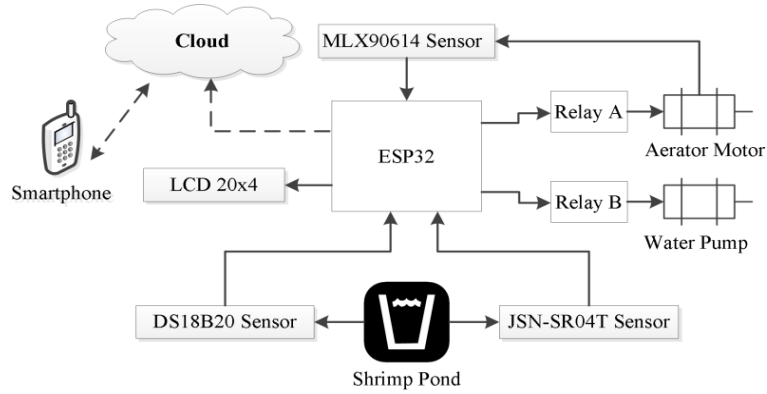 Cloud
MLX90614 Sensor
Relay A
ESP32
Aerator Motor
Smartphone
LCD 20x4
Relay B
Water Pump
DS18B20 Sensor
JSN-SR04T Sensor
Shrimp Pond